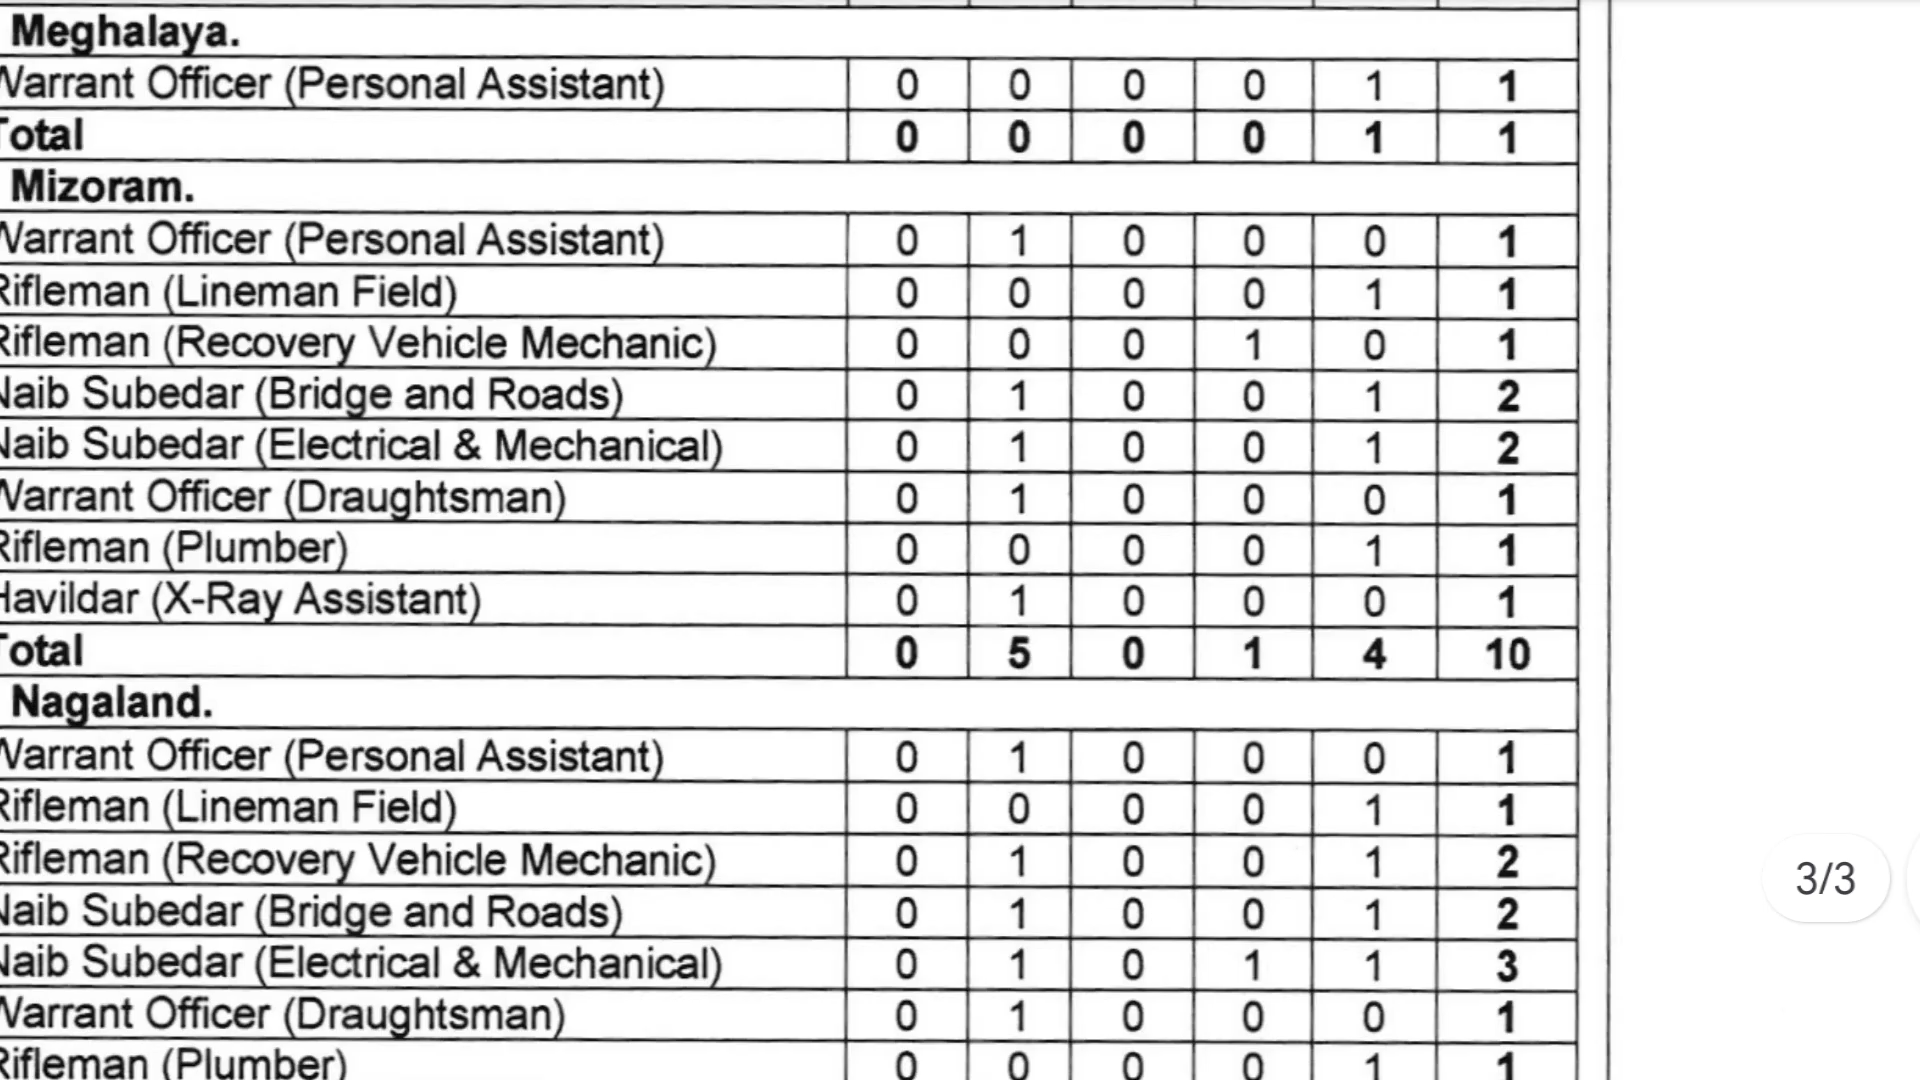 Meghalaya.
Warrant Officer (Personal Assistant) 0 0 0 0 1 1
Total 0 0 0 0 1 1
Mizoram.
Warrant Officer (Personal Assistant) 0 1 0 0 0 1
Rifleman (Lineman Field) 0 0 0 0 1 1
Rifleman (Recovery Vehicle Mechanic) 0 0 0 1 0 1
Naib Subedar (Bridge and Roads) 0 1 0 0 1 2
Naib Subedar (Electrical & Mechanical) 0 1 0 0 1 2
Warrant Officer (Draughtsman) 0 1 0 0 0 1
Rifleman (Plumber) 0 0 0 0 1 1
Havildar (X-Ray Assistant) 0 1 0 0 0 1
Total 0 5 0 1 4 10
Nagaland.
Warrant Officer (Personal Assistant) 0 1 0 0 0 1
Rifleman (Lineman Field) 0 0 0 0 1 1
Rifleman (Recovery Vehicle Mechanic) 0 1 0 0 1 2
Naib Subedar (Bridge and Roads) 0 1 0 0 1 2
Naib Subedar (Electrical & Mechanical) 0 1 0 1 1 3
Warrant Officer (Draughtsman) 0 1 0 0 0 1
Rifleman (Plumber) 0 0 0 0 1 1
3/3